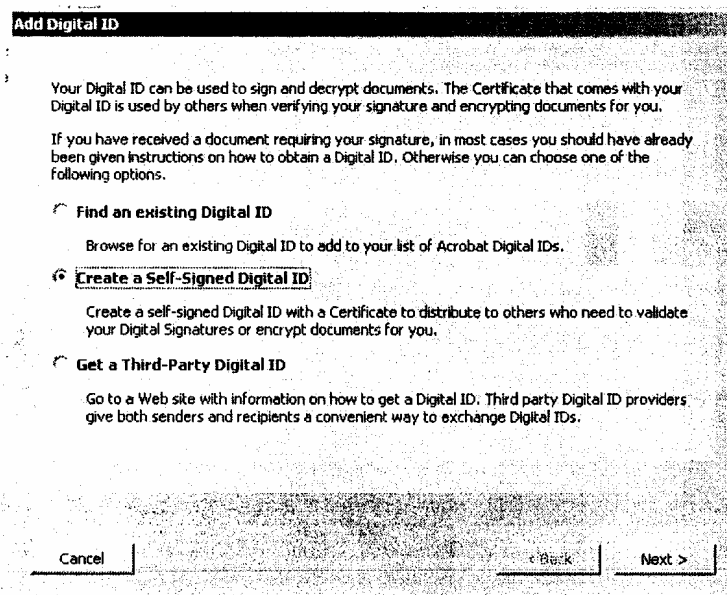 Add Digital ID
Your Digital ID can be used to sign and decrypt documents. The Certificate that comes with your
Digital ID is used by others when verifying your signature and encrypting documents for you.
If you have received a document requiring your signature, in most cases you should have already
been given instructions on how to obtain a Digital ID. Otherwise you can choose one of the
following options.
Find an existing Digital ID
Browse for an existing Digital ID to add to your list of Acrobat Digital IDs.
Create a Self-Signed Digital ID
Create a self-signed Digital ID with a Certificate to distribute to others who need to validate
your Digital Signatures or encrypt documents for you.
Get a Third-Party Digital ID
Go to a Web site with information on how to get a Digital ID. Third party Digital ID providers
give both senders and recipients a convenient way to exchange Digital IDs.
Cancel
< Back
Next >